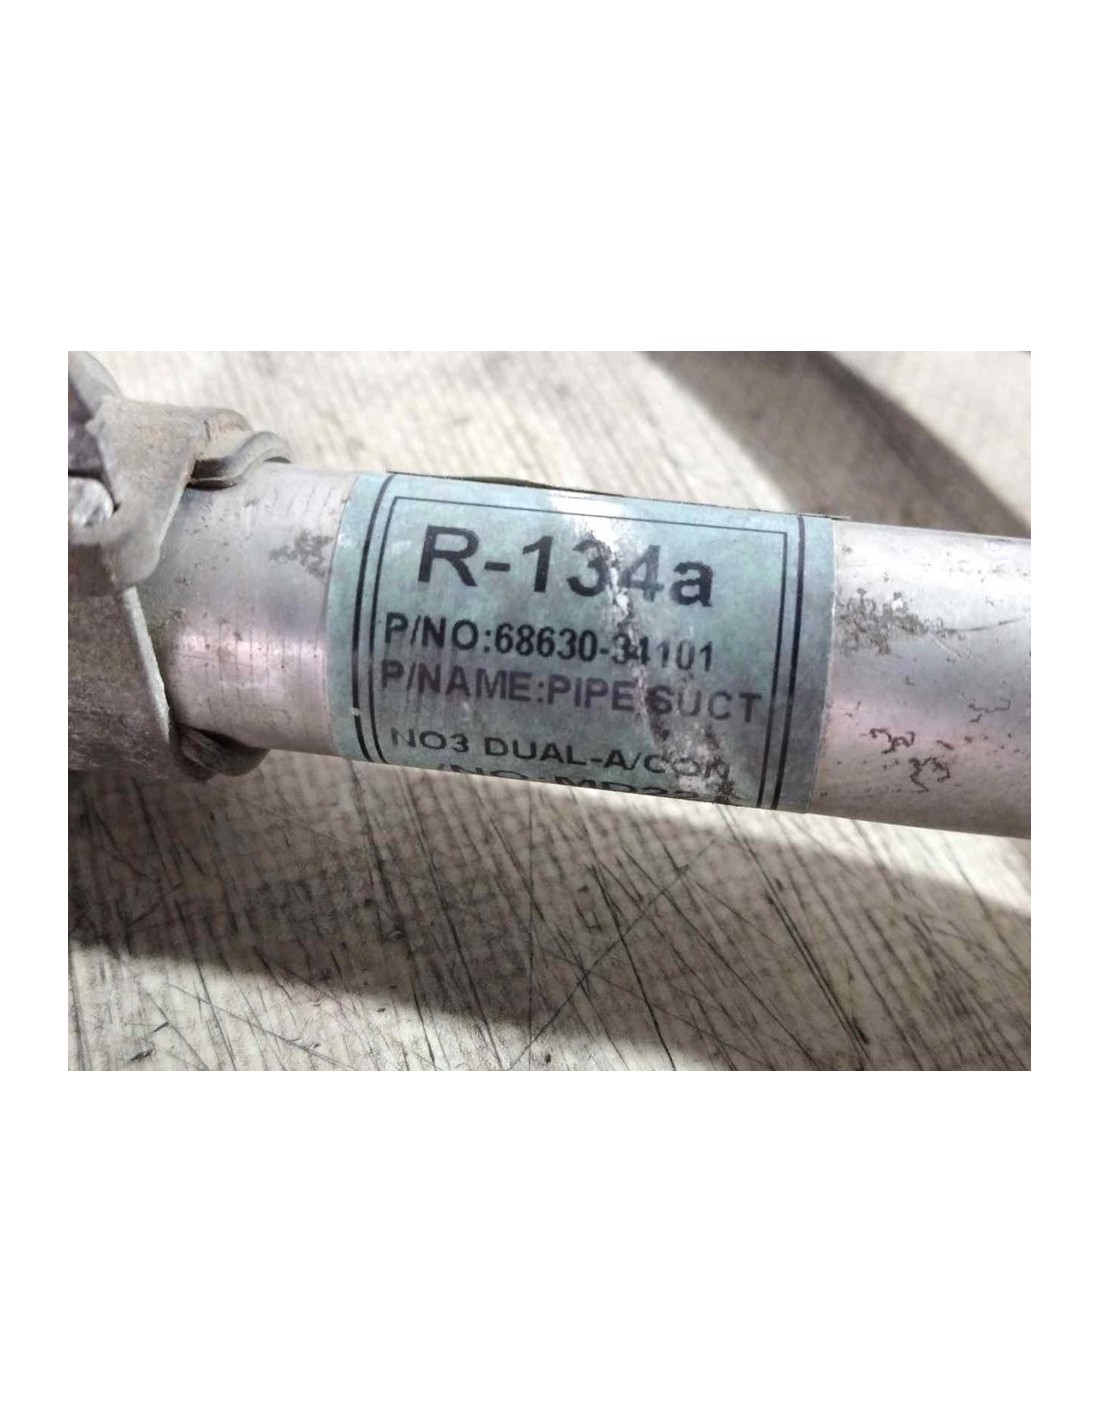 R-134a
P/NO:68630-34101
P/NAME:PIPE SUCT
NO3 DUAL-A/CON